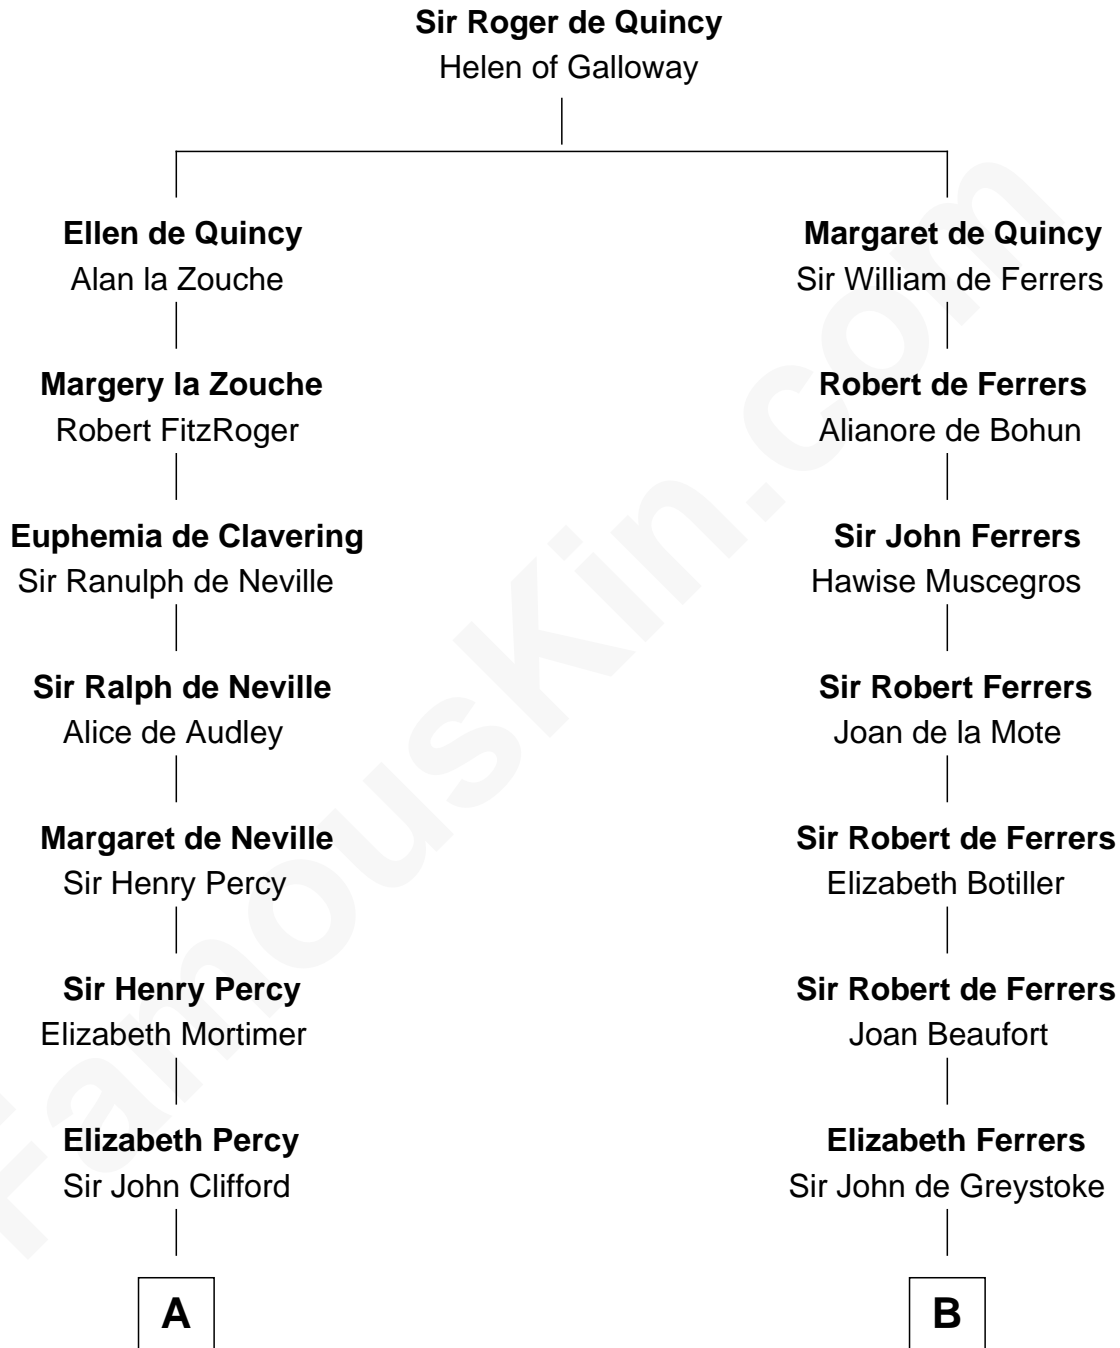 Sir Roger de Quincy
Helen of Galloway
Ellen de Quincy
Alan la Zouche
Margaret de Quincy
Sir William de Ferrers
Margery la Zouche
Robert FitzRoger
Robert de Ferrers
Alianore de Bohun
Euphemia de Clavering
Sir Ranulph de Neville
Sir John Ferrers
Hawise Muscegros
Sir Ralph de Neville
Alice de Audley
Sir Robert Ferrers
Joan de la Mote
Margaret de Neville
Sir Henry Percy
Sir Robert de Ferrers
Elizabeth Botiller
Sir Henry Percy
Elizabeth Mortimer
Sir Robert de Ferrers
Joan Beaufort
Elizabeth Percy
Sir John Clifford
Elizabeth Ferrers
Sir John de Greystoke
A
B
FamousKin.com